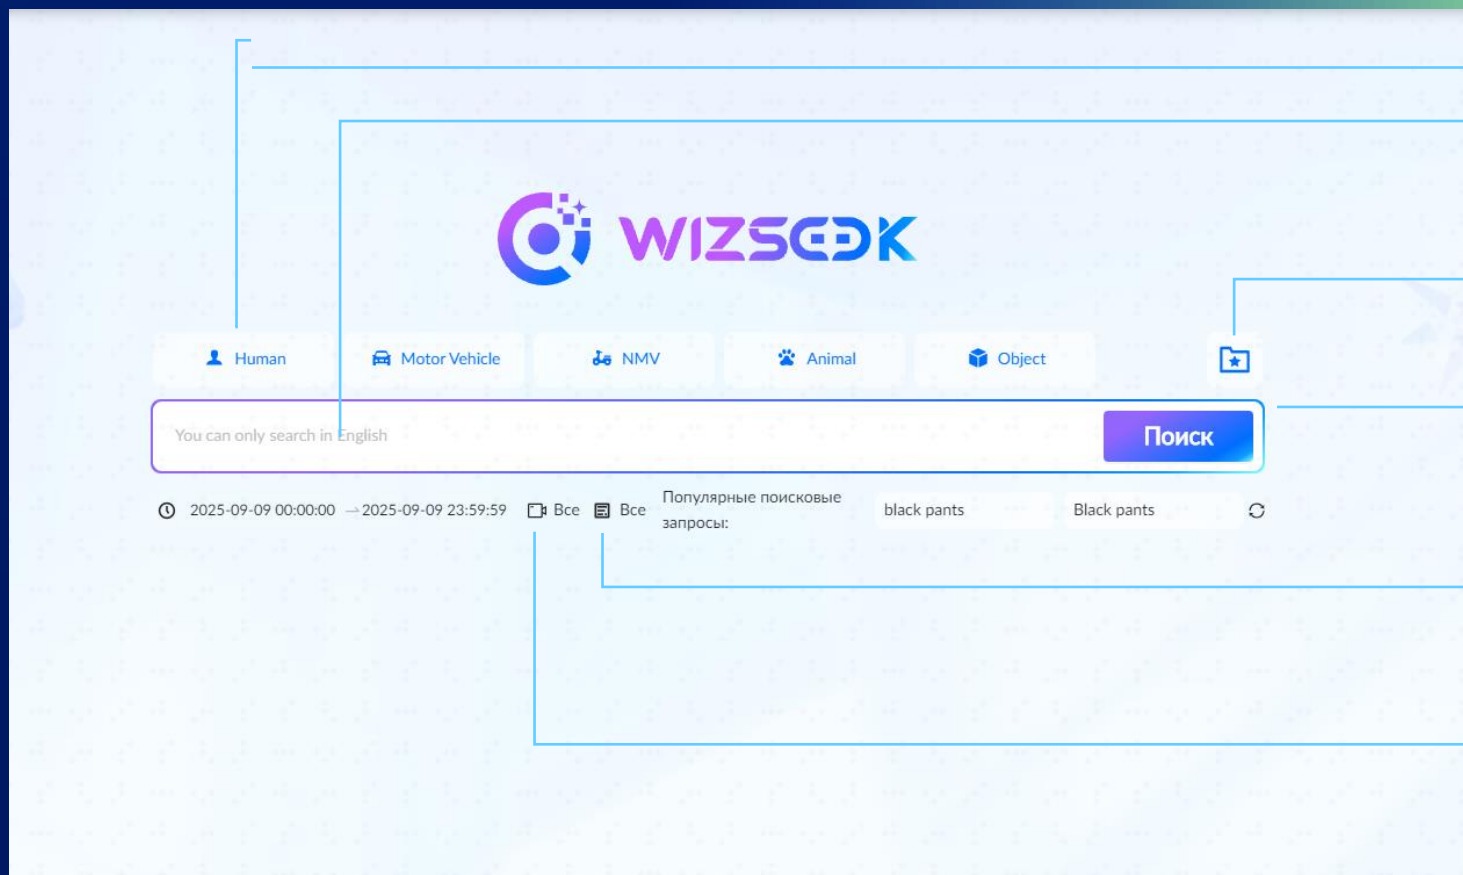 WIZSEEK
Human
Motor Vehicle
NMV
Animal
Object
You can only search in English
Поиск
2025-09-09 00:00:00 → 2025-09-09 23:59:59
Все
Все
Популярные поисковые
запросы:
black pants
Black pants